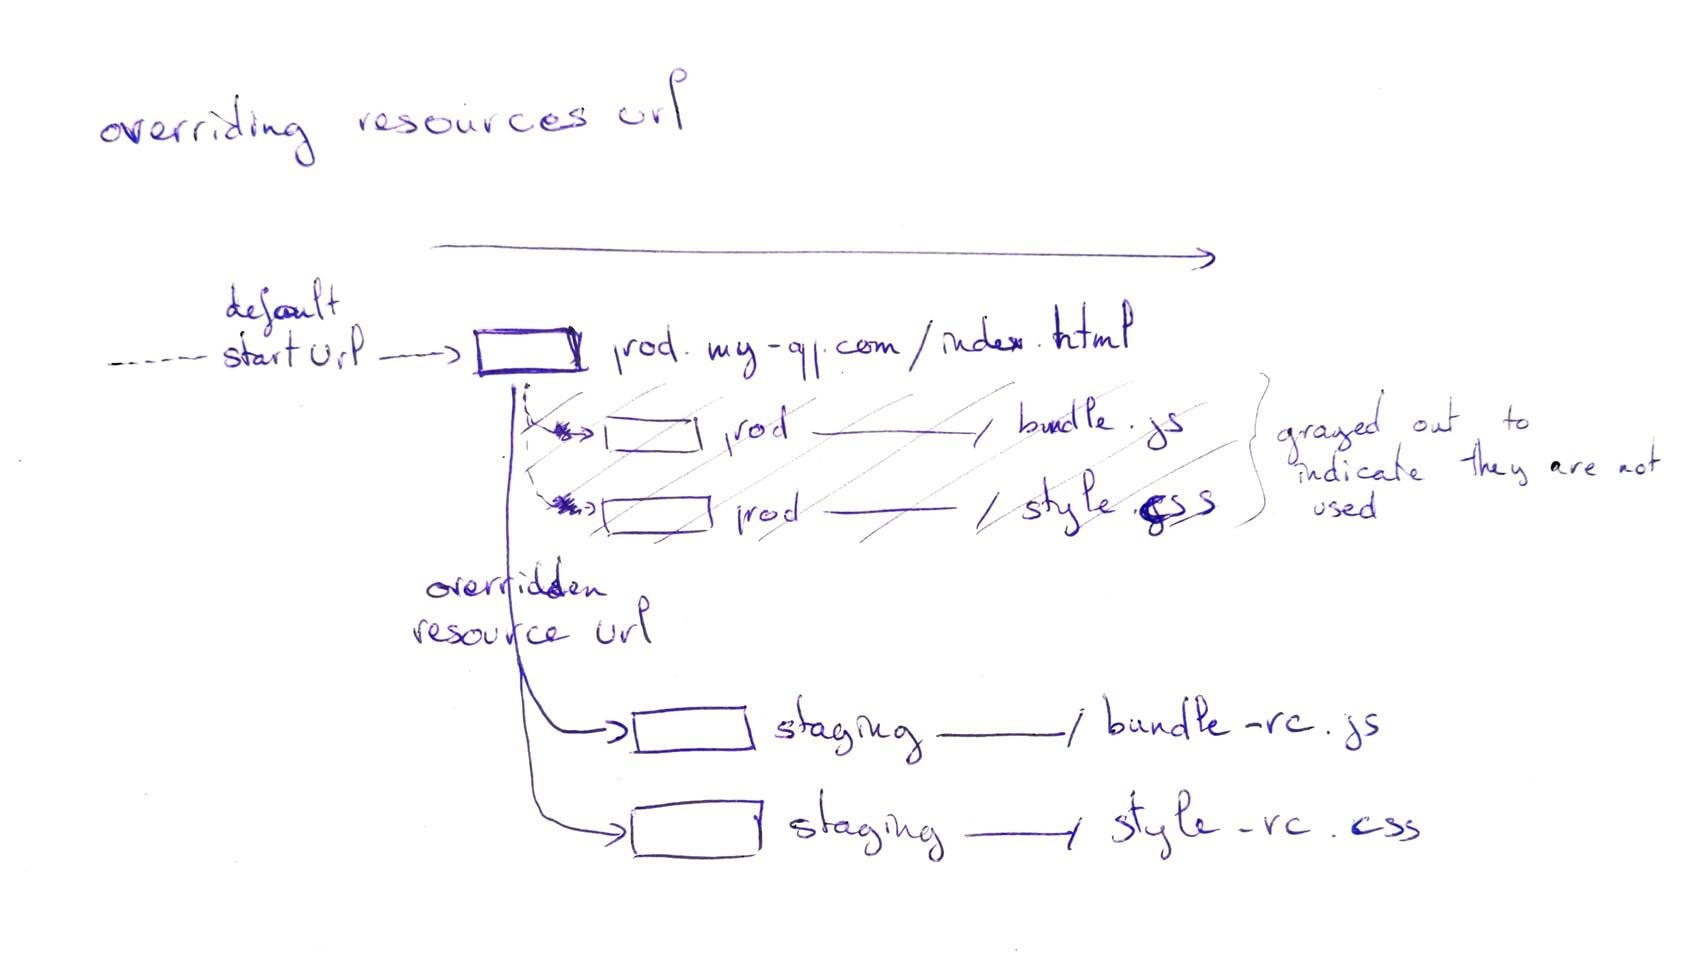 overriding resources url
default
start url
prod.my-app.com/index.html
prod / bundle.js
prod / style.css
grayed out to
indicate they are not
used
overridden
resource url
staging / bundle-rc.js
staging / style-rc.css